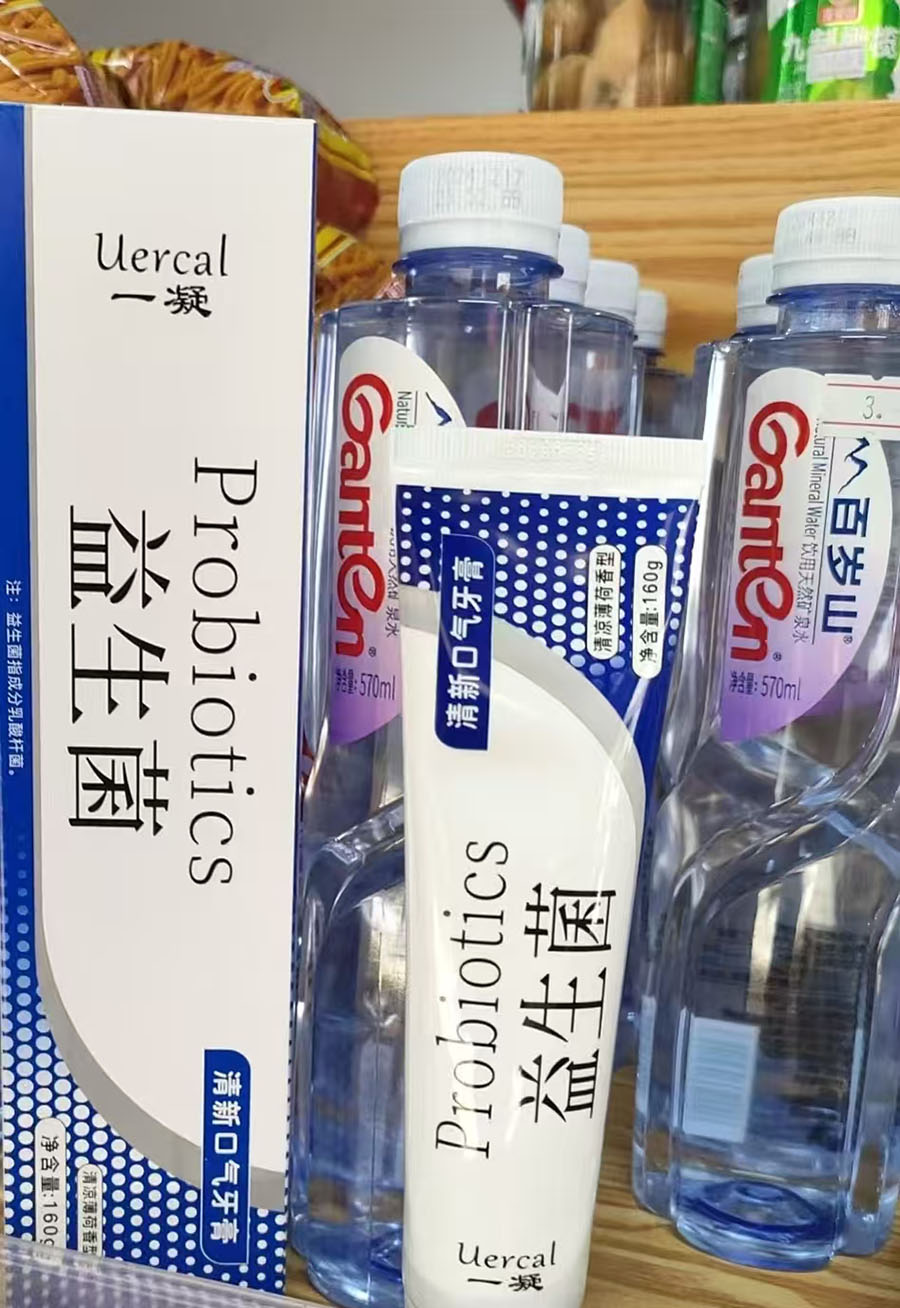 Uercal
一凝
Probiotics
益生菌
注：益生菌指成分乳酸杆菌。
清新口气牙膏
清凉薄荷香型
净含量:160g
Ganten
净含量: 570ml
清新口气牙膏
清凉薄荷香型
净含量:160g
Probiotics
益生菌
Uercal
一凝
Ganten
百岁山
Natural Mineral Water 饮用天然矿泉水
净含量: 570ml
3.